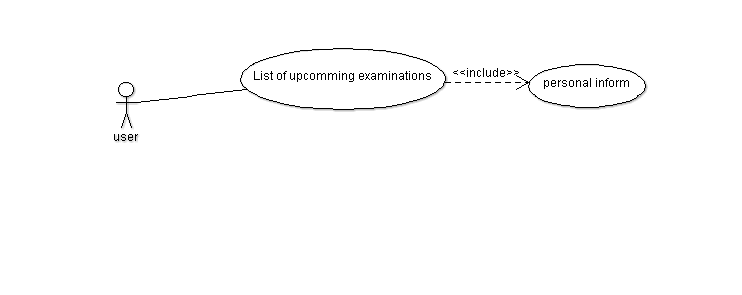 List of upcomming examinations
<<include>>
personal inform
user